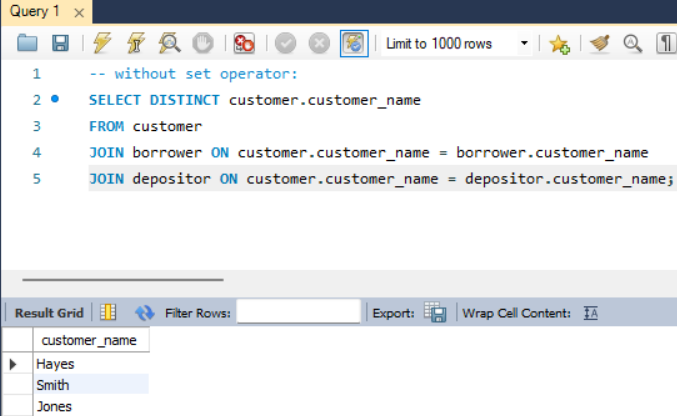 Query 1
Limit to 1000 rows
1 -- without set operator:
2 SELECT DISTINCT customer.customer_name
3 FROM customer
4 JOIN borrower ON customer.customer_name = borrower.customer_name
5 JOIN depositor ON customer.customer_name = depositor.customer_name;
Result Grid Filter Rows: Export: Wrap Cell Content: IA
customer_name
Hayes
Smith
Jones